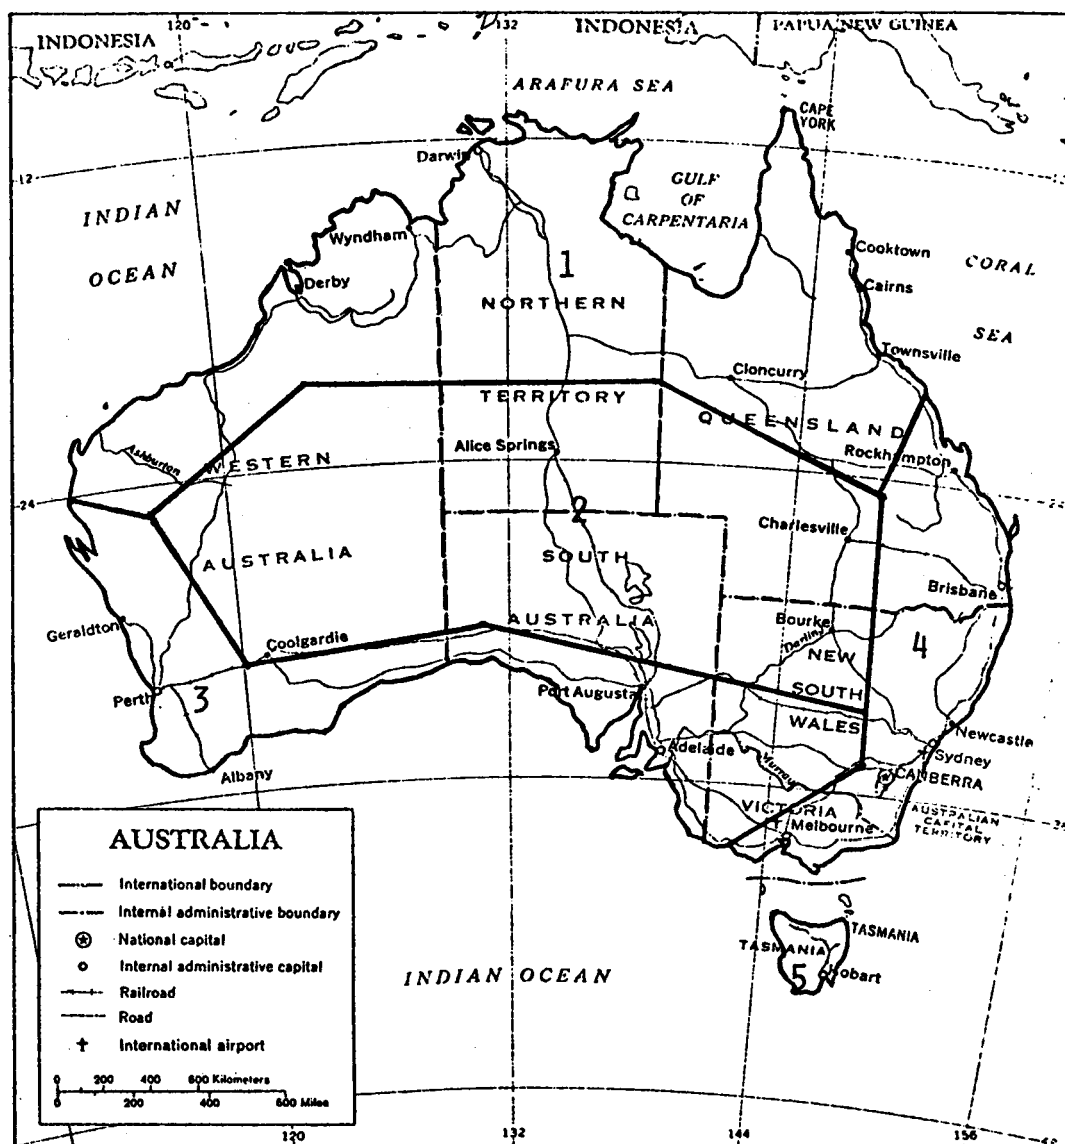 120
132
INDONESIA
INDONESIA
PAPUA NEW GUINEA
ARAFURA SEA
CAPE
YORK
Darwin
12
GULF
OF
CARPENTARIA
INDIAN
OCEAN
Wyndham
Cooktown
CORAL
SEA
Derby
1
Cairns
NORTHERN
TERRITORY
Townsville
Cloncurry
QUEENSLAND
Alice Springs
Rockhampton
Ashburton
WESTERN
AUSTRALIA
24
2
Charlesville
SOUTH
AUSTRALIA
Brisbane
Geraldton
Coolgardie
Bourke
Darling
4
NEW
SOUTH
WALES
Perth
3
Port Augusta
Newcastle
Adelaide
Murray
Sydney
CANBERRA
Albany
VICTORIA
AUSTRALIAN
CAPITAL
TERRITORY
Melbourne
TASMANIA
TASMANIA
5
Hobart
INDIAN OCEAN
AUSTRALIA
International boundary
Internal administrative boundary
National capital
Internal administrative capital
Railroad
Road
International airport
0 200 400 600 Kilometers
0 200 400 600 Miles
120
132
144
156